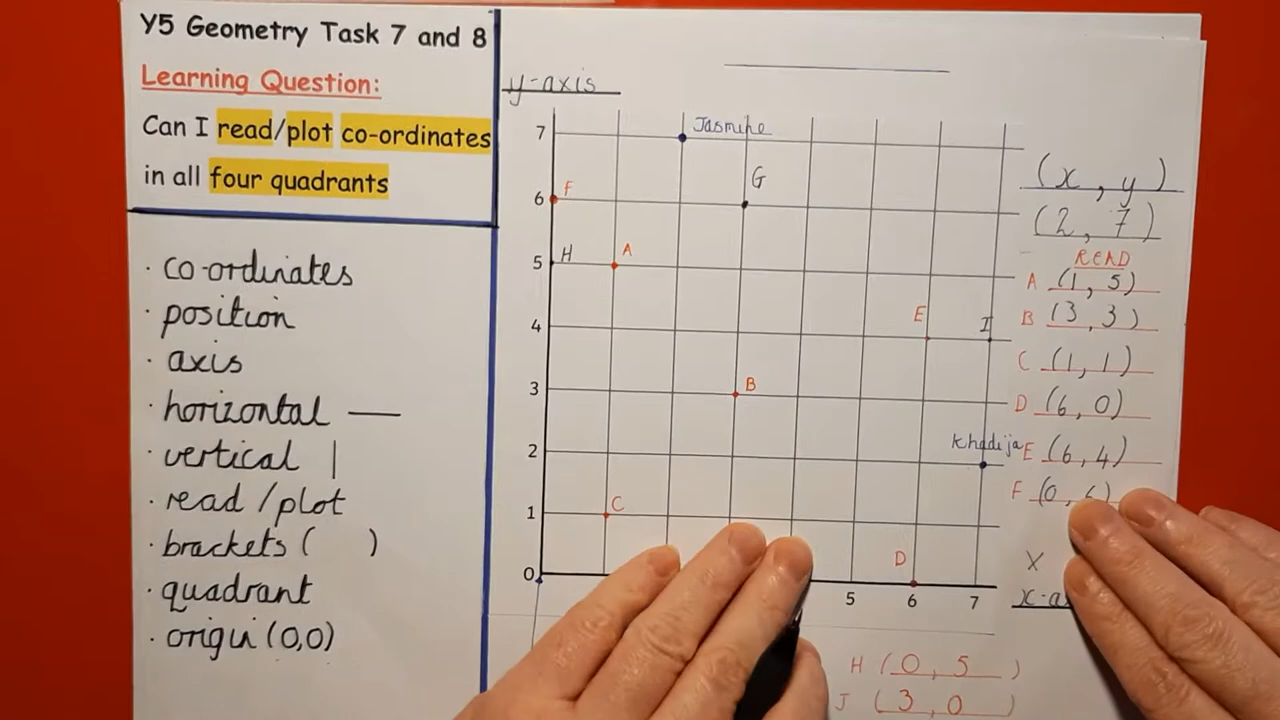 Y5 Geometry Task 7 and 8
Learning Question:
Can I read/plot co-ordinates
in all four quadrants
· co-ordinates
· position
· axis
· horizontal —
· vertical |
· read /plot
· brackets ( )
· quadrant
· origin (0,0)
y-axis
7
Jasmine
G
F
6
H
A
5
E
I
4
B
3
Khadija
2
C
1
D
0
5 6 7
(x, y)
(2, 7)
READ
A (1, 5)
B (3, 3)
C (1, 1)
D (6, 0)
E (6, 4)
F (0, 6)
X
H (0, 5)
J (3, 0)